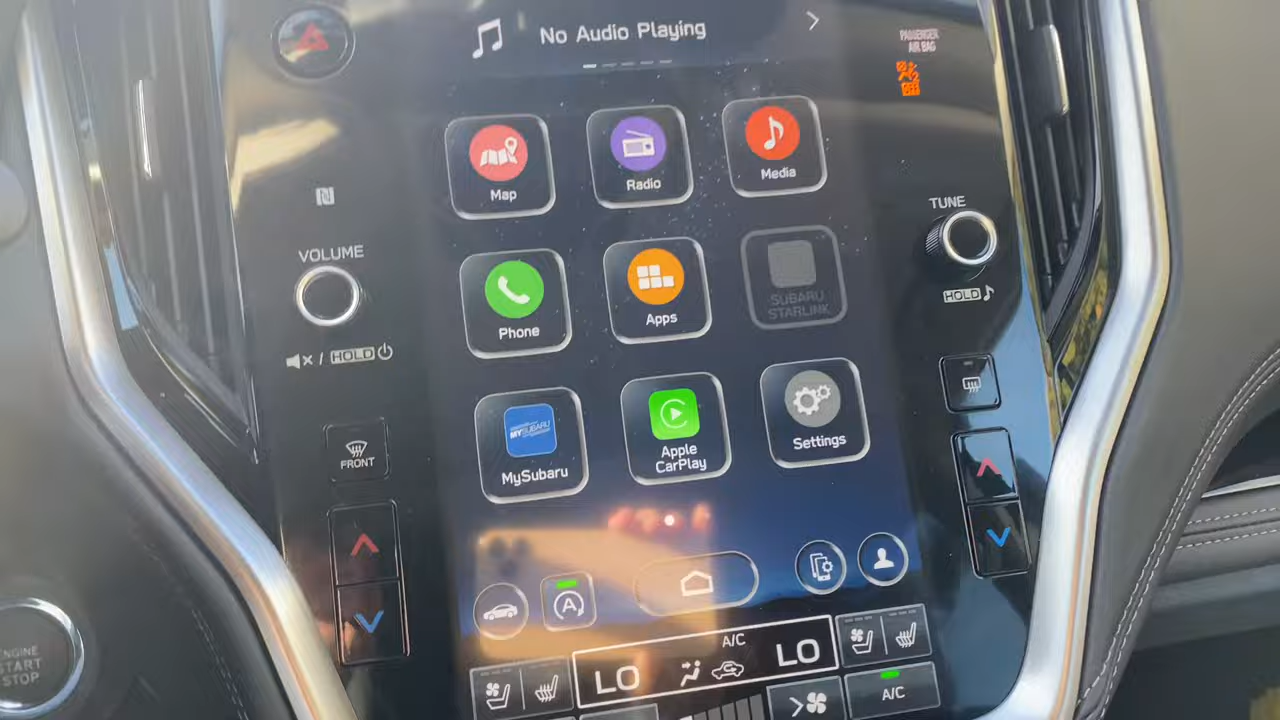 No Audio Playing
PASSENGER
AIR BAG
Map
Radio
Media
TUNE
VOLUME
HOLD
Phone
Apps
SUBARU
STARLINK
/ HOLD
FRONT
MYSUBARU
MySubaru
Apple
CarPlay
Settings
A
ENGINE
START
STOP
A/C
LO
LO
A/C